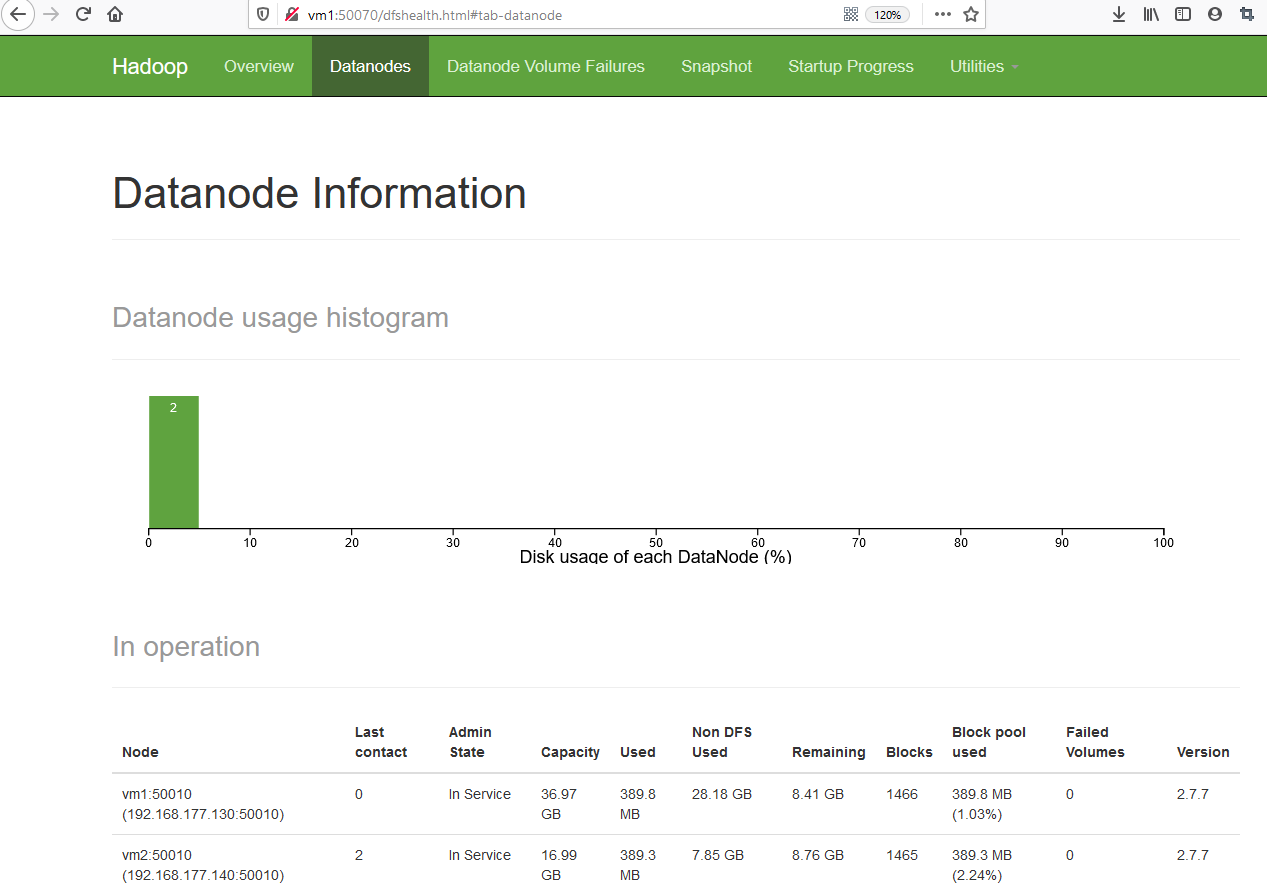 vm1:50070/dfshealth.html#tab-datanode 120%
Hadoop Overview Datanodes Datanode Volume Failures Snapshot Startup Progress Utilities
Datanode Information
Datanode usage histogram
2
0 10 20 30 40 50 60 70 80 90 100
Disk usage of each DataNode (%)
In operation
Node Last contact Admin State Capacity Used Non DFS Used Remaining Blocks Block pool used Failed Volumes Version
vm1:50010 0 In Service 36.97 389.8 28.18 GB 8.41 GB 1466 389.8 MB 0 2.7.7
(192.168.177.130:50010) GB MB (1.03%)
vm2:50010 2 In Service 16.99 389.3 7.85 GB 8.76 GB 1465 389.3 MB 0 2.7.7
(192.168.177.140:50010) GB MB (2.24%)